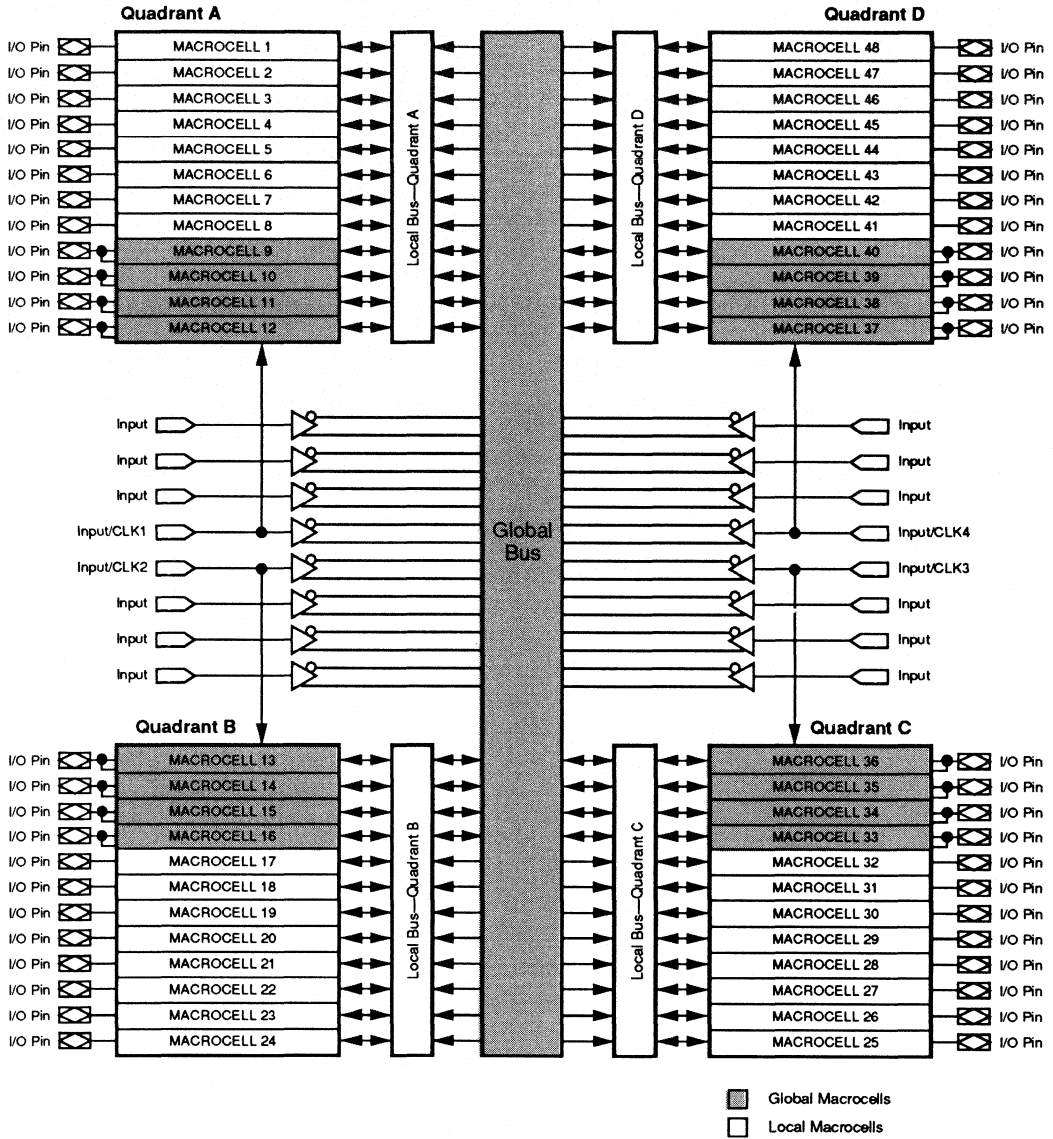 Quadrant A
Quadrant D
I/O Pin MACROCELL 1 MACROCELL 48 I/O Pin
I/O Pin MACROCELL 2 MACROCELL 47 I/O Pin
I/O Pin MACROCELL 3 MACROCELL 46 I/O Pin
I/O Pin MACROCELL 4 MACROCELL 45 I/O Pin
I/O Pin MACROCELL 5 MACROCELL 44 I/O Pin
I/O Pin MACROCELL 6 MACROCELL 43 I/O Pin
I/O Pin MACROCELL 7 MACROCELL 42 I/O Pin
I/O Pin MACROCELL 8 MACROCELL 41 I/O Pin
I/O Pin MACROCELL 9 MACROCELL 40 I/O Pin
I/O Pin MACROCELL 10 MACROCELL 39 I/O Pin
I/O Pin MACROCELL 11 MACROCELL 38 I/O Pin
I/O Pin MACROCELL 12 MACROCELL 37 I/O Pin
Local Bus—Quadrant A
Local Bus—Quadrant D
Input Input
Input Input
Input Input
Input/CLK1 Input/CLK4
Global
Bus
Input/CLK2 Input/CLK3
Input Input
Input Input
Input Input
Quadrant B
Quadrant C
I/O Pin MACROCELL 13 MACROCELL 36 I/O Pin
I/O Pin MACROCELL 14 MACROCELL 35 I/O Pin
I/O Pin MACROCELL 15 MACROCELL 34 I/O Pin
I/O Pin MACROCELL 16 MACROCELL 33 I/O Pin
I/O Pin MACROCELL 17 MACROCELL 32 I/O Pin
I/O Pin MACROCELL 18 MACROCELL 31 I/O Pin
I/O Pin MACROCELL 19 MACROCELL 30 I/O Pin
I/O Pin MACROCELL 20 MACROCELL 29 I/O Pin
I/O Pin MACROCELL 21 MACROCELL 28 I/O Pin
I/O Pin MACROCELL 22 MACROCELL 27 I/O Pin
I/O Pin MACROCELL 23 MACROCELL 26 I/O Pin
I/O Pin MACROCELL 24 MACROCELL 25 I/O Pin
Local Bus—Quadrant B
Local Bus—Quadrant C
Global Macrocells
Local Macrocells